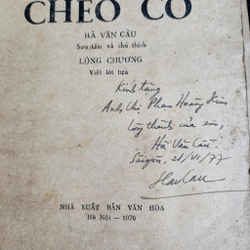 CHÈO CỔ
HÀ VĂN CẦU
Sưu tầm và chú thích
LỘNG CHƯƠNG
Viết lời tựa
Kính tặng
Anh Chị Phan Hoàng
lòng thành của em,
Hà Văn Cầu
Saigon, 21/VI/77
HaCau
NHÀ XUẤT BẢN VĂN HÓA
Hà Nội — 1976